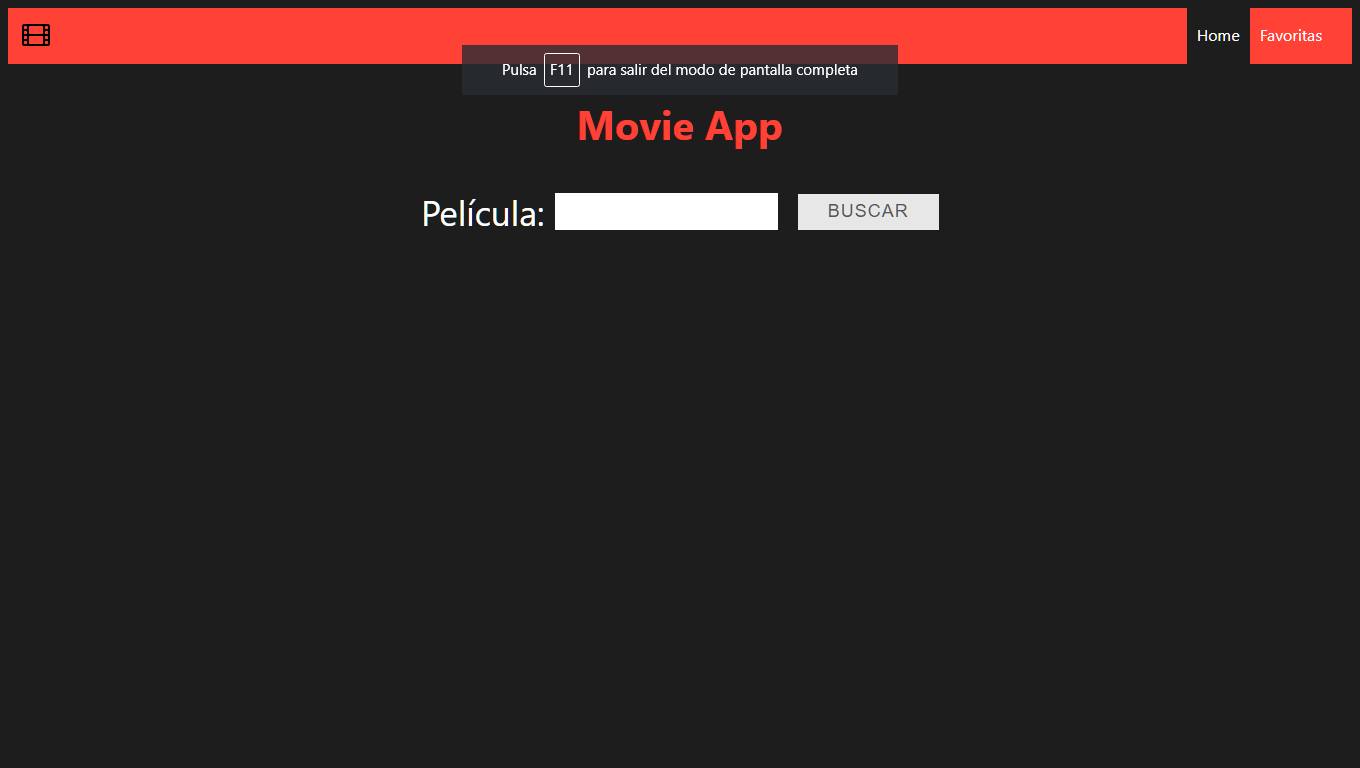 Home Favoritas
Pulsa F11 para salir del modo de pantalla completa
Movie App
Película: BUSCAR